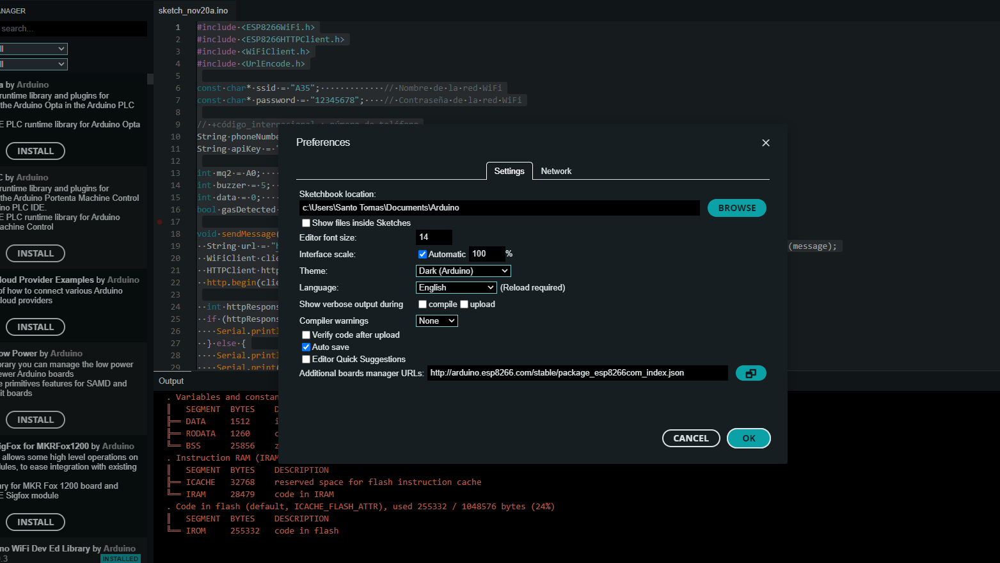 ANAGER
sketch_nov20a.ino
search...
ll
ll
a by Arduino
runtime library and plugins for
the Arduino Opta in the Arduino PLC
E PLC runtime library for Arduino Opta
INSTALL
C by Arduino
runtime library and plugins for
the Arduino Portenta Machine Control
ino PLC IDE.
E PLC runtime library for Arduino
achine Control
INSTALL
loud Provider Examples by Arduino
of how to connect various Arduino
loud providers
INSTALL
ow Power by Arduino
brary you can manage the low power
ewer Arduino boards
e primitives features for SAMD and
it boards
INSTALL
igFox for MKRFox1200 by Arduino
allows some high level operations on
dules, to ease integration with existing
ary for MKR Fox 1200 board and
E Sigfox module
INSTALL
no WiFi Dev Ed Library by Arduino
.3 INSTALLED
1 #include <ESP8266WiFi.h>
2 #include <ESP8266HTTPClient.h>
3 #include <WiFiClient.h>
4 #include <UrlEncode.h>
5
6 const char* ssid = "A35"; // Nombre de la red WiFi
7 const char* password = "12345678"; // Contraseña de la red WiFi
8
9 // +código_internacional + número de teléfono
10 String phoneNumbe
11 String apiKey = "
12
13 int mq2 = A0;
14 int buzzer = 5;
15 int data = 0;
16 bool gasDetected
17
18 void sendMessage(
19 String url = "h (message);
20 WiFiClient clie
21 HTTPClient http
22 http.begin(clie
23
24 int httpRespons
25 if (httpRespons
26 Serial.printl
27 } else {
28 Serial.printl
29 Serial.print(
Preferences
Settings Network
Sketchbook location:
c:\Users\Santo Tomas\Documents\Arduino BROWSE
Show files inside Sketches
Editor font size: 14
Interface scale: Automatic 100 %
Theme: Dark (Arduino)
Language: English (Reload required)
Show verbose output during compile upload
Compiler warnings None
Verify code after upload
Auto save
Editor Quick Suggestions
Additional boards manager URLs: http://arduino.esp8266.com/stable/package_esp8266com_index.json
CANCEL OK
Output
. Variables and constan
║ SEGMENT BYTES D
╠══ DATA 1512 i
╠══ RODATA 1260 c
╚══ BSS 25856 z
. Instruction RAM (IRAM
║ SEGMENT BYTES DESCRIPTION
╠══ ICACHE 32768 reserved space for flash instruction cache
╚══ IRAM 28479 code in IRAM
. Code in flash (default, ICACHE_FLASH_ATTR), used 255332 / 1048576 bytes (24%)
║ SEGMENT BYTES DESCRIPTION
╚══ IROM 255332 code in flash